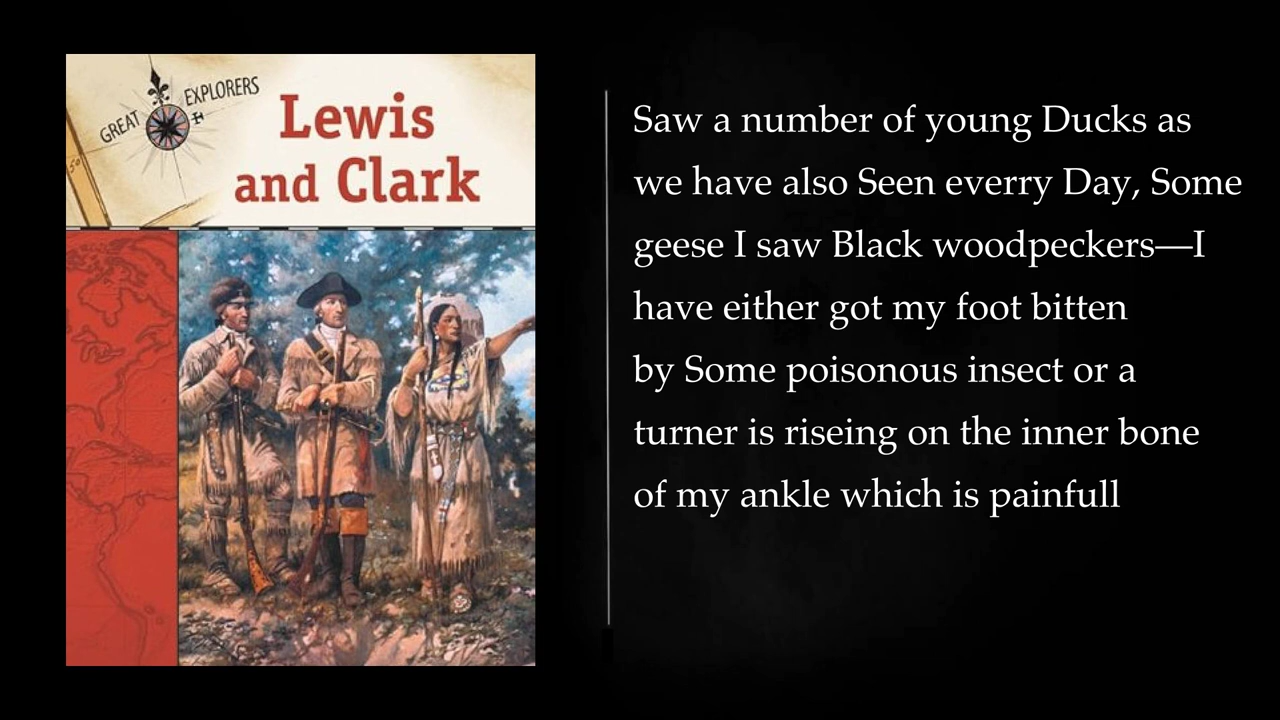 GREAT EXPLORERS
Lewis
and Clark
Saw a number of young Ducks as
we have also Seen everry Day, Some
geese I saw Black woodpeckers—I
have either got my foot bitten
by Some poisonous insect or a
turner is riseing on the inner bone
of my ankle which is painfull